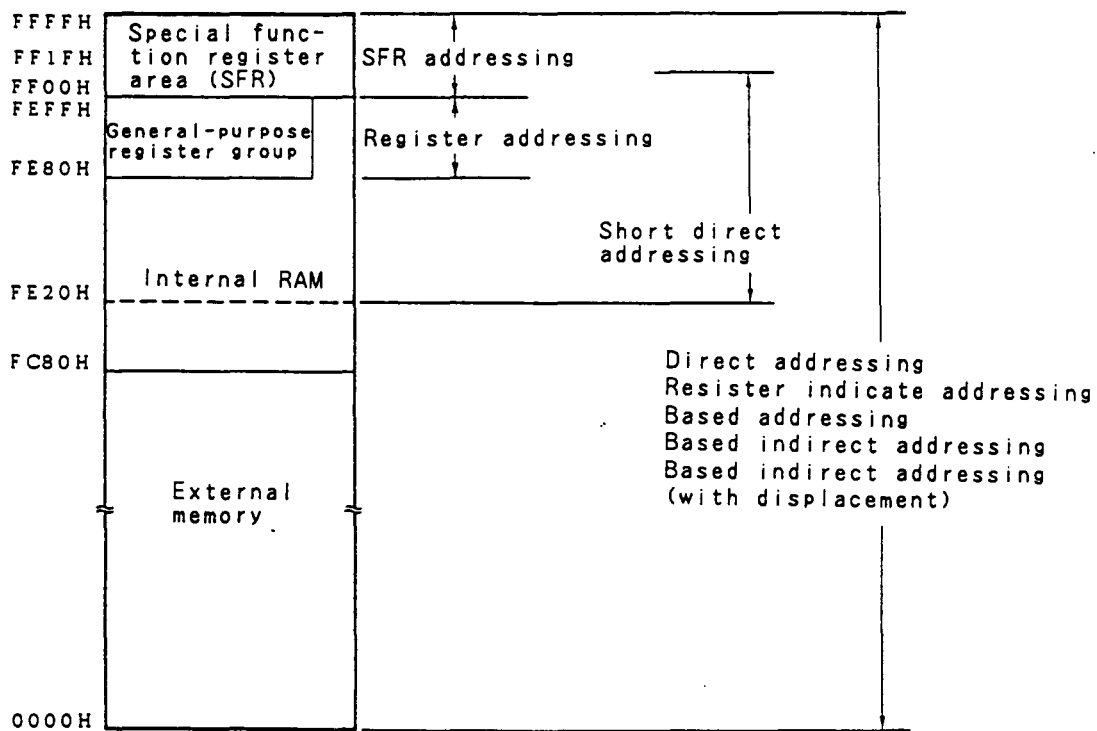 FFFFH
FF1FH
FF00H
FEFFH
FE80H
FE20H
FC80H
0000H
Special func-
tion register
area (SFR)
General-purpose
register group
Internal RAM
External
memory
SFR addressing
Register addressing
Short direct
addressing
Direct addressing
Resister indicate addressing
Based addressing
Based indirect addressing
Based indirect addressing
(with displacement)